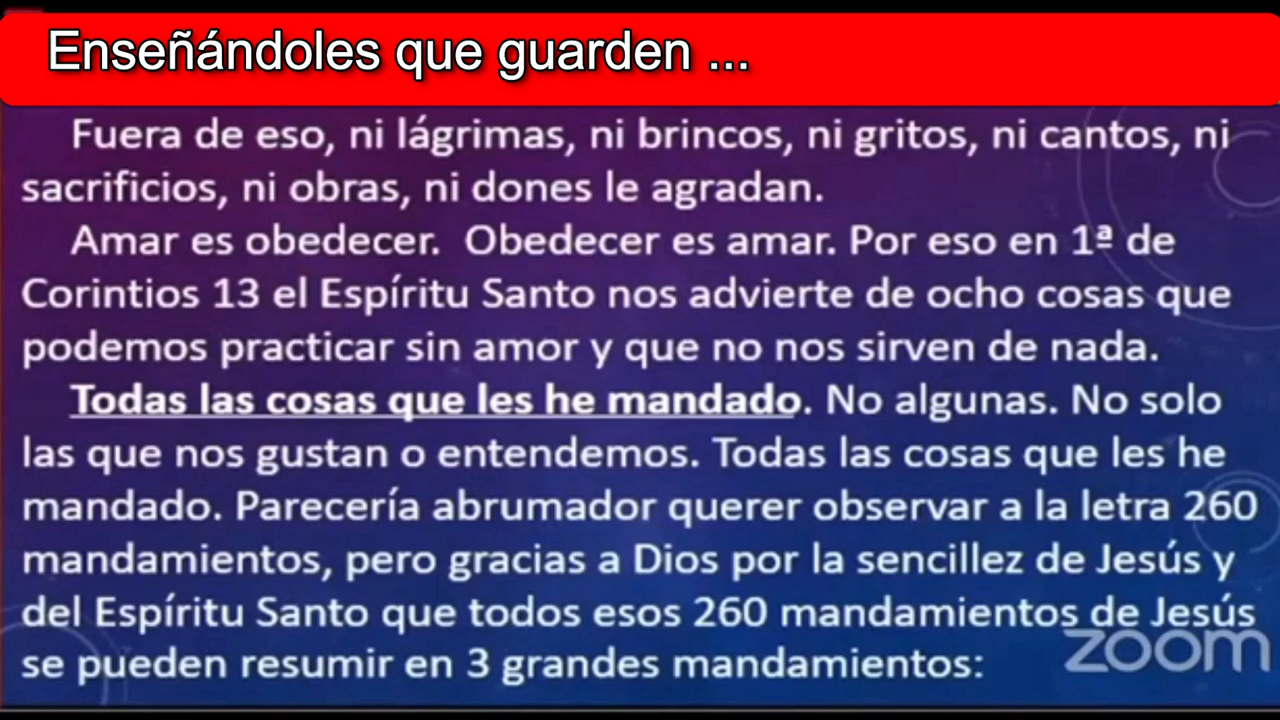 Enseñándoles que guarden ...
Fuera de eso, ni lágrimas, ni brincos, ni gritos, ni cantos, ni
sacrificios, ni obras, ni dones le agradan.
Amar es obedecer.  Obedecer es amar. Por eso en 1ª de
Corintios 13 el Espíritu Santo nos advierte de ocho cosas que
podemos practicar sin amor y que no nos sirven de nada.
Todas las cosas que les he mandado. No algunas. No solo
las que nos gustan o entendemos. Todas las cosas que les he
mandado. Parecería abrumador querer observar a la letra 260
mandamientos, pero gracias a Dios por la sencillez de Jesús y
del Espíritu Santo que todos esos 260 mandamientos de Jesús
se pueden resumir en 3 grandes mandamientos:
zoom